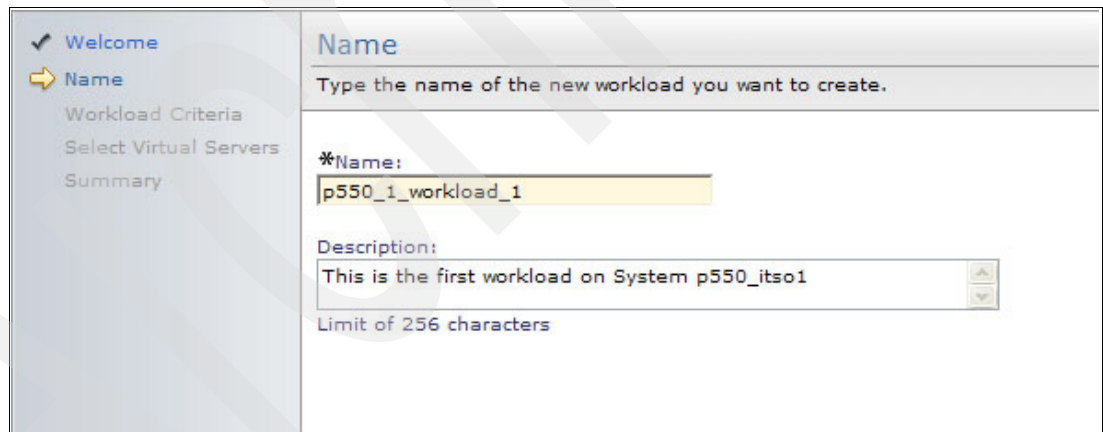 Welcome
Name
Workload Criteria
Select Virtual Servers
Summary
Name
Type the name of the new workload you want to create.
*Name:
p550_1_workload_1
Description:
This is the first workload on System p550_itso1
Limit of 256 characters